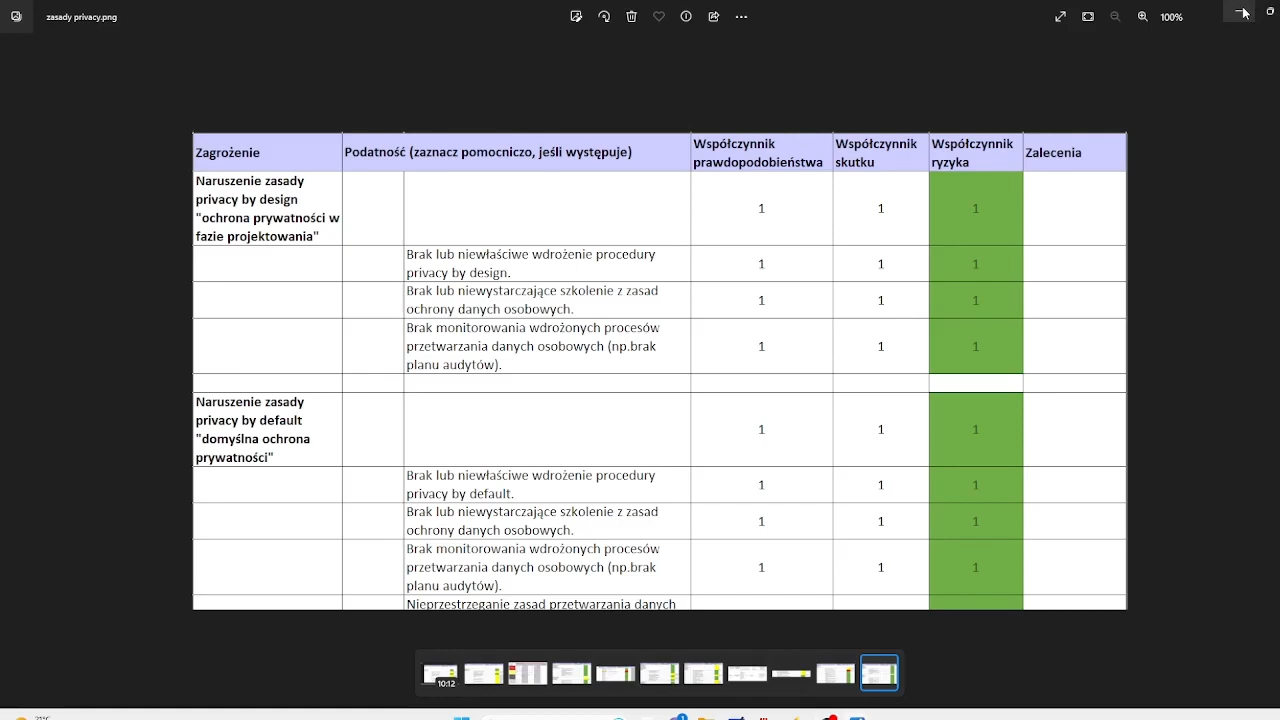 zasady privacy.png
100%
Zagrożenie
Podatność (zaznacz pomocniczo, jeśli występuje)
Współczynnik
prawdopodobieństwa
Współczynnik
skutku
Współczynnik
ryzyka
Zalecenia
Naruszenie zasady
privacy by design
"ochrona prywatności w
fazie projektowania"
1
1
1
Brak lub niewłaściwe wdrożenie procedury
privacy by design.
1
1
1
Brak lub niewystarczające szkolenie z zasad
ochrony danych osobowych.
1
1
1
Brak monitorowania wdrożonych procesów
przetwarzania danych osobowych (np.brak
planu audytów).
1
1
1
Naruszenie zasady
privacy by default
"domyślna ochrona
prywatności"
1
1
1
Brak lub niewłaściwe wdrożenie procedury
privacy by default.
1
1
1
Brak lub niewystarczające szkolenie z zasad
ochrony danych osobowych.
1
1
1
Brak monitorowania wdrożonych procesów
przetwarzania danych osobowych (np.brak
planu audytów).
1
1
1
Nieprzestrzeganie zasad przetwarzania danych
10:12